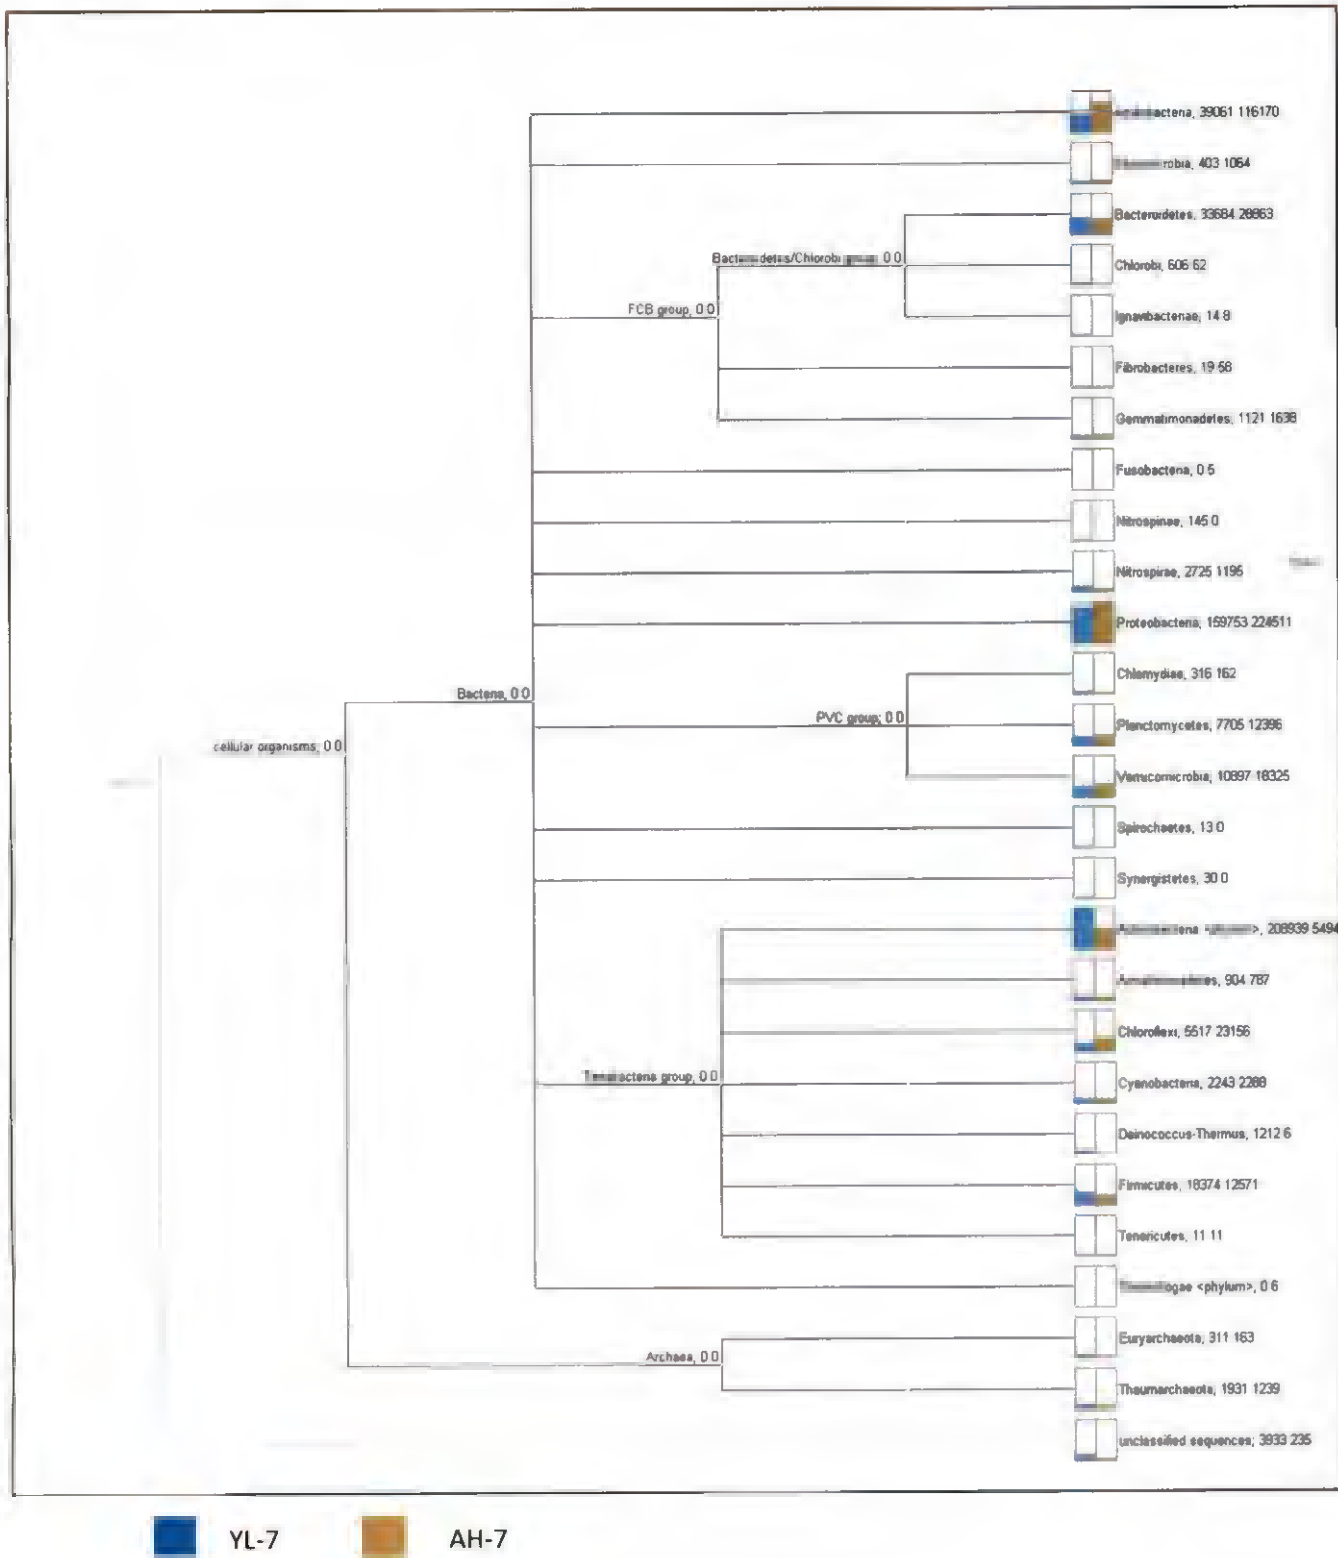 39061 116170
403 1064
Bacteroidetes, 33684 28863
Bacteroidetes/Chlorobi group, 0 0
Chlorobi, 606 62
FCB group, 0 0
Ignavibacteriae, 14 8
Fibrobacteres, 19 58
Gemmatimonadetes, 1121 1638
Fusobacteria, 0 5
Nitrospinae, 145 0
Nitrospirae, 2725 1195
Proteobacteria, 159753 224511
Chlamydiae, 316 162
Bacteria, 0 0
PVC group, 0 0
Planctomycetes, 7705 12396
cellular organisms, 0 0
Verrucomicrobia, 10897 18325
Spirochaetes, 13 0
Synergistetes, 30 0
<phylum>, 208939 5494
904 787
Chloroflexi, 5517 23156
group, 0 0
Cyanobacteria, 2243 2288
Deinococcus-Thermus, 1212 6
Firmicutes, 18374 12571
Tenericutes, 11 11
<phylum>, 0 6
Euryarchaeota, 311 163
Archaea, 0 0
Thaumarchaeota, 1931 1239
unclassified sequences, 3933 235
YL-7 AH-7